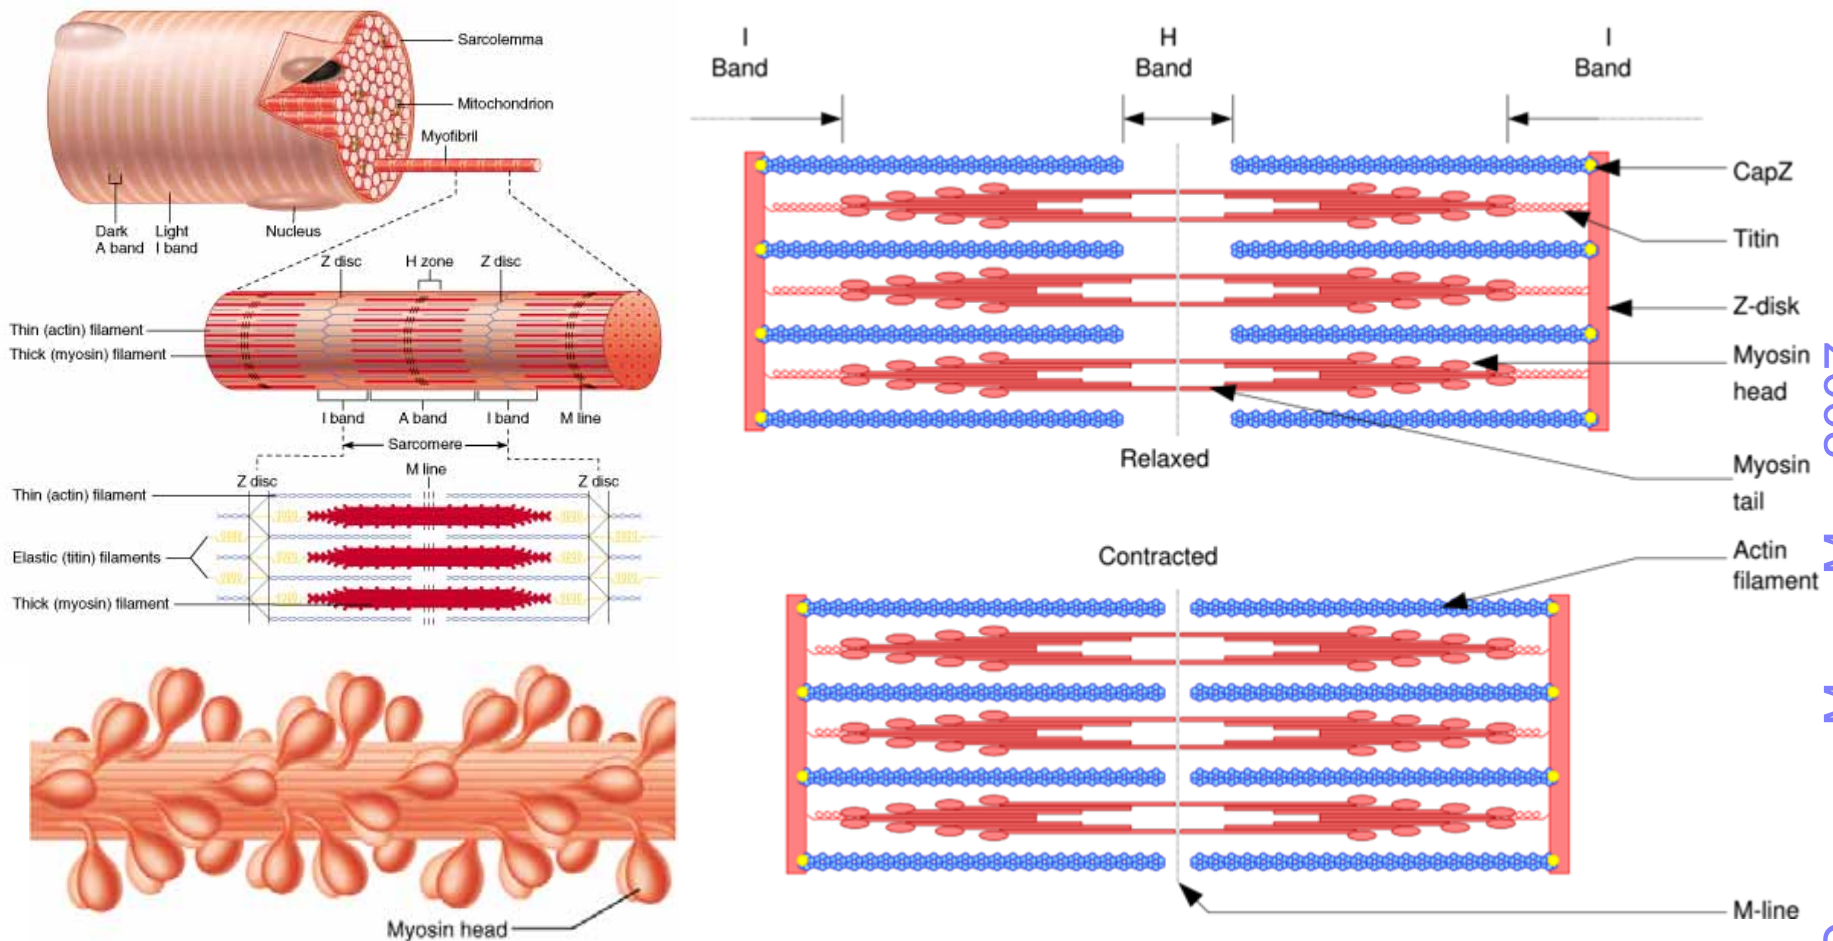 Sarcolemma
Mitochondrion
Myofibril
Dark
A band
Light
I band
Nucleus
Z disc
H zone
Z disc
Thin (actin) filament
Thick (myosin) filament
I band
A band
I band
M line
Sarcomere
M line
Z disc
Z disc
Thin (actin) filament
Elastic (titin) filaments
Thick (myosin) filament
Myosin head
I
Band
H
Band
I
Band
CapZ
Titin
Z-disk
Myosin
head
Myosin
tail
Relaxed
Contracted
Actin
filament
M-line